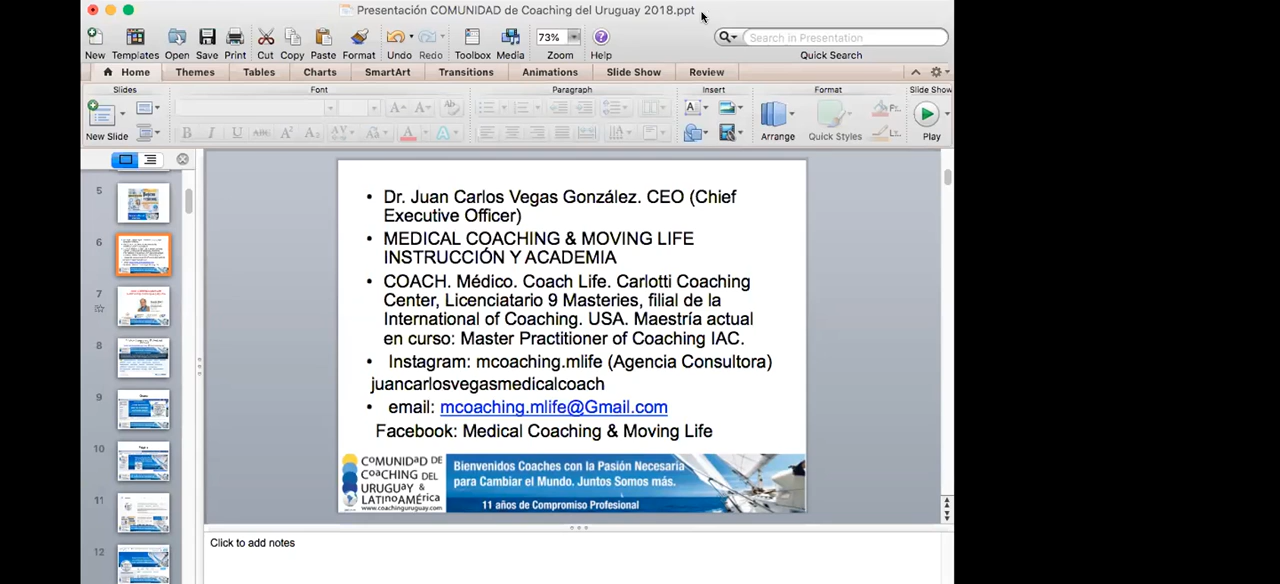 Presentación COMUNIDAD de Coaching del Uruguay 2018.ppt
New Templates Open Save Print Cut Copy Paste Format Undo Redo Toolbox Media 73% Zoom Help
Search in Presentation
Quick Search
Home Themes Tables Charts SmartArt Transitions Animations Slide Show Review
Slides Font Paragraph Insert Format Slide Show
New Slide Arrange Quick Styles Play
5
6
7
8
9
10
11
12
• Dr. Juan Carlos Vegas González. CEO (Chief
Executive Officer)
• MEDICAL COACHING & MOVING LIFE
INSTRUCCIÓN Y ACADEMIA
• COACH. Médico. Coach Life. Carlotti Coaching
Center, Licenciatario 9 Masteries, filial de la
International of Coaching. USA. Maestría actual
en curso: Master Practitioner of Coaching IAC.
• Instagram: mcoaching.mlife (Agencia Consultora)
juancarlosvegasmedicalcoach
• email: mcoaching.mlife@Gmail.com
Facebook: Medical Coaching & Moving Life
COMUNIDAD DE
COACHING DEL
URUGUAY &
LATINOAMÉRICA
www.coachinguruguay.com
Bienvenidos Coaches con la Pasión Necesaria
para Cambiar el Mundo. Juntos Somos más.
11 años de Compromiso Profesional
Click to add notes